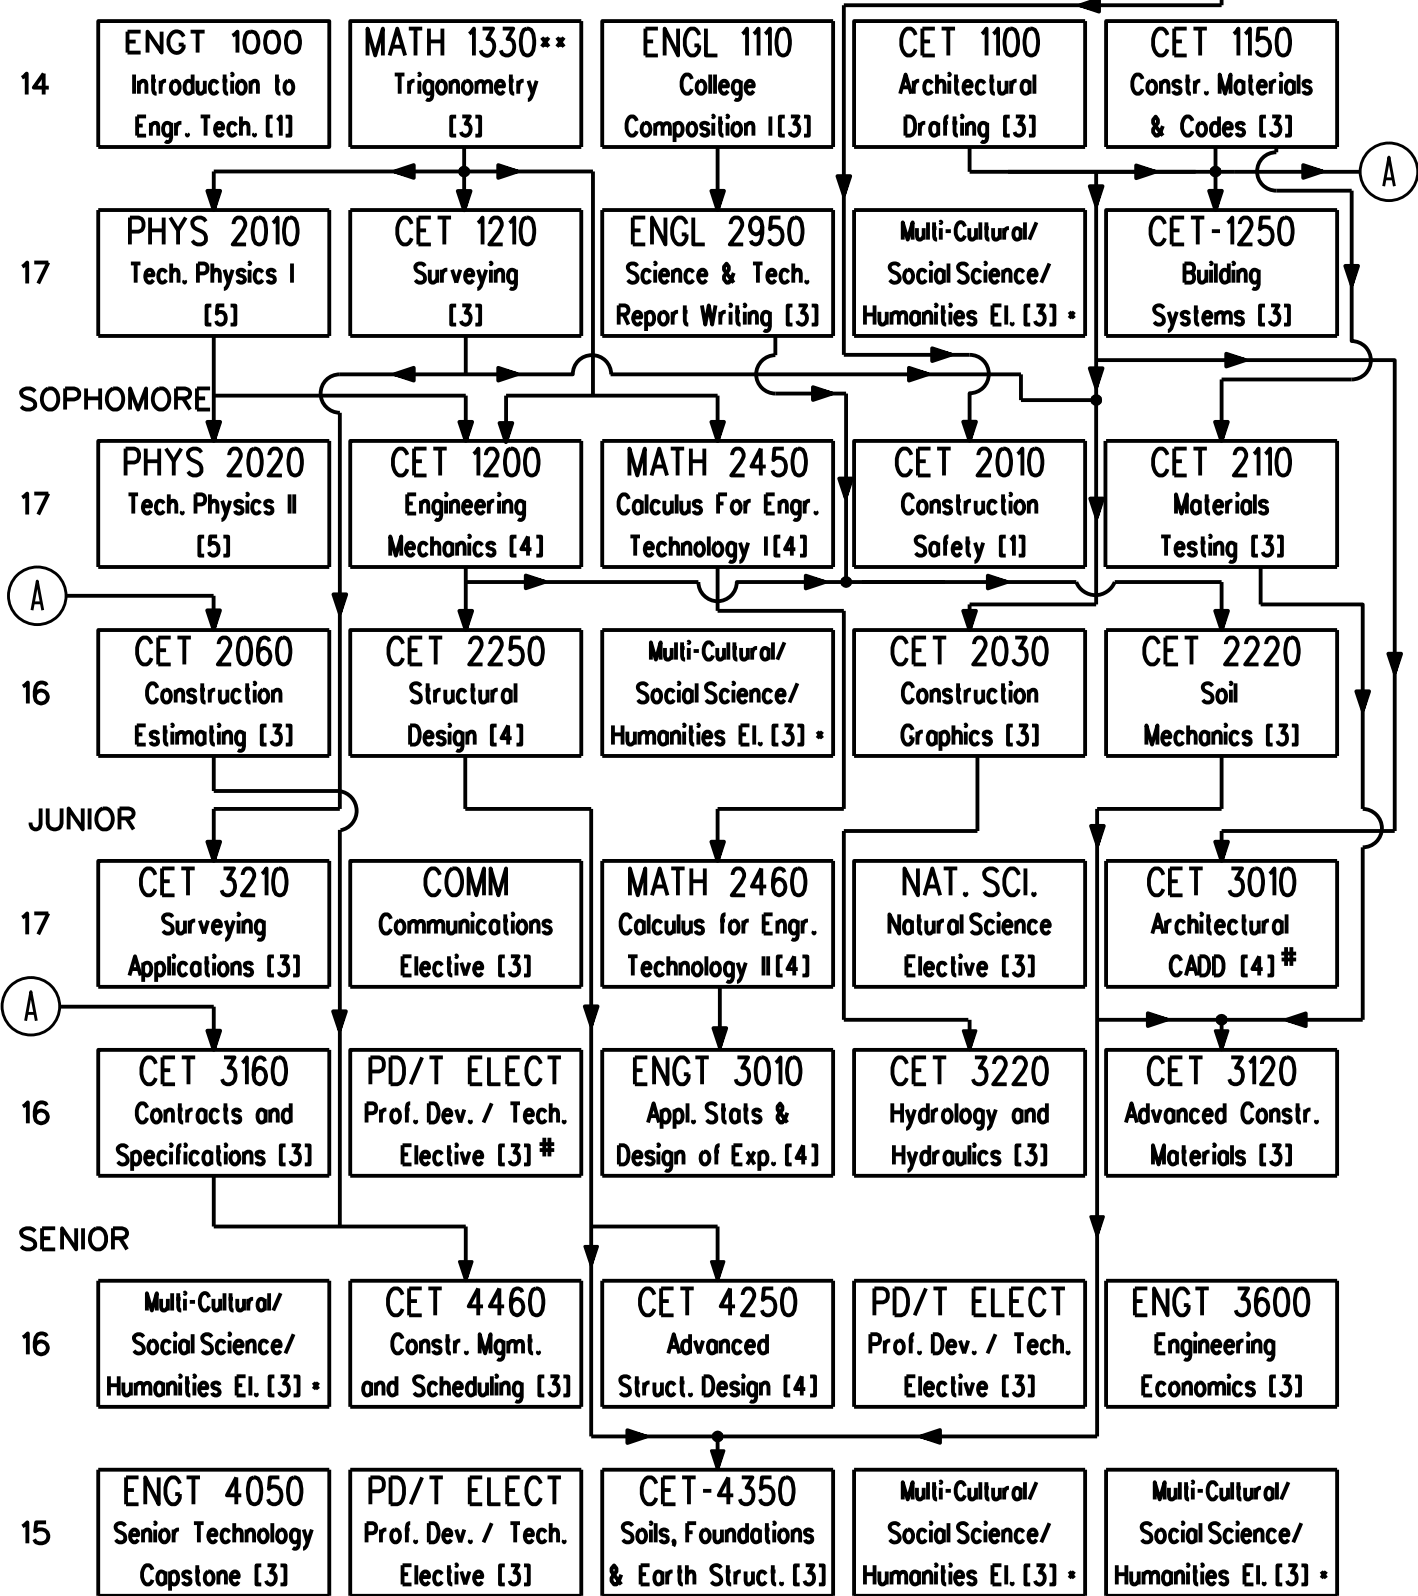 ENGT 1000
Introduction to
Engr. Tech. [1]
MATH 1330**
Trigonometry
[3]
ENGL 1110
College
Composition I [3]
CET 1100
Architectural
Drafting [3]
CET 1150
Constr. Materials
& Codes [3]
14
A
PHYS 2010
Tech. Physics I
[5]
CET 1210
Surveying
[3]
ENGL 2950
Science & Tech.
Report Writing [3]
Multi-Cultural/
Social Science/
Humanities El. [3] *
CET-1250
Building
Systems [3]
17
SOPHOMORE
PHYS 2020
Tech. Physics II
[5]
CET 1200
Engineering
Mechanics [4]
MATH 2450
Calculus For Engr.
Technology I [4]
CET 2010
Construction
Safety [1]
CET 2110
Materials
Testing [3]
17
A
CET 2060
Construction
Estimating [3]
CET 2250
Structural
Design [4]
Multi-Cultural/
Social Science/
Humanities El. [3] *
CET 2030
Construction
Graphics [3]
CET 2220
Soil
Mechanics [3]
16
JUNIOR
CET 3210
Surveying
Applications [3]
COMM
Communications
Elective [3]
MATH 2460
Calculus for Engr.
Technology II [4]
NAT. SCI.
Natural Science
Elective [3]
CET 3010
Architectural
CADD [4] #
17
A
CET 3160
Contracts and
Specifications [3]
PD/T ELECT
Prof. Dev. / Tech.
Elective [3] #
ENGT 3010
Appl. Stats &
Design of Exp. [4]
CET 3220
Hydrology and
Hydraulics [3]
CET 3120
Advanced Constr.
Materials [3]
16
SENIOR
Multi-Cultural/
Social Science/
Humanities El. [3] *
CET 4460
Constr. Mgmt.
and Scheduling [3]
CET 4250
Advanced
Struct. Design [4]
PD/T ELECT
Prof. Dev. / Tech.
Elective [3]
ENGT 3600
Engineering
Economics [3]
16
ENGT 4050
Senior Technology
Capstone [3]
PD/T ELECT
Prof. Dev. / Tech.
Elective [3]
CET-4350
Soils, Foundations
& Earth Struct. [3]
Multi-Cultural/
Social Science/
Humanities El. [3] *
Multi-Cultural/
Social Science/
Humanities El. [3] *
15